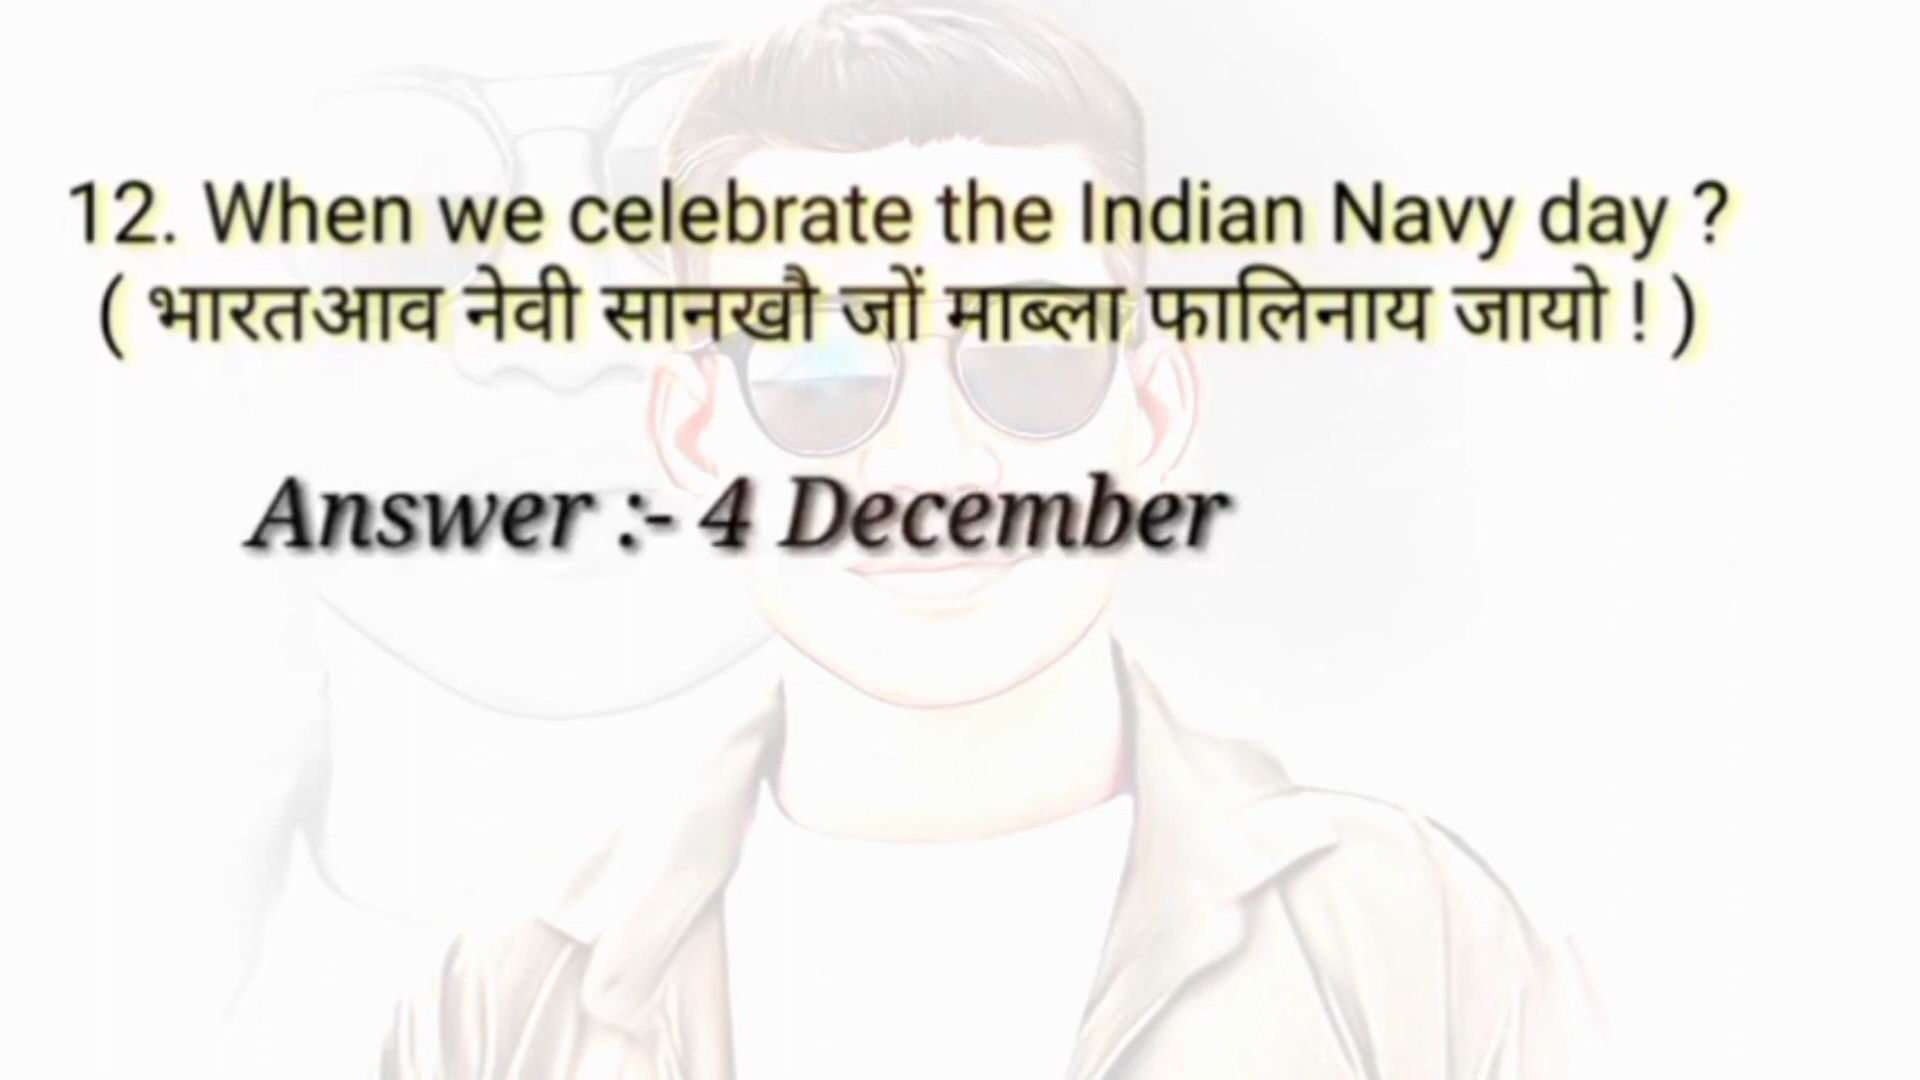 12. When we celebrate the Indian Navy day ?
( भारतआव नेवी सानखौ जों माब्ला फालिनाय जायो ! )
Answer :- 4 December